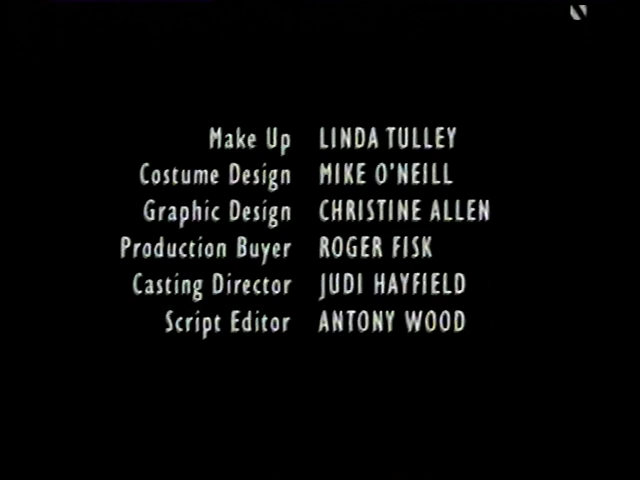 Make Up LINDA TULLEY
Costume Design MIKE O'NEILL
Graphic Design CHRISTINE ALLEN
Production Buyer ROGER FISK
Casting Director JUDI HAYFIELD
Script Editor ANTONY WOOD